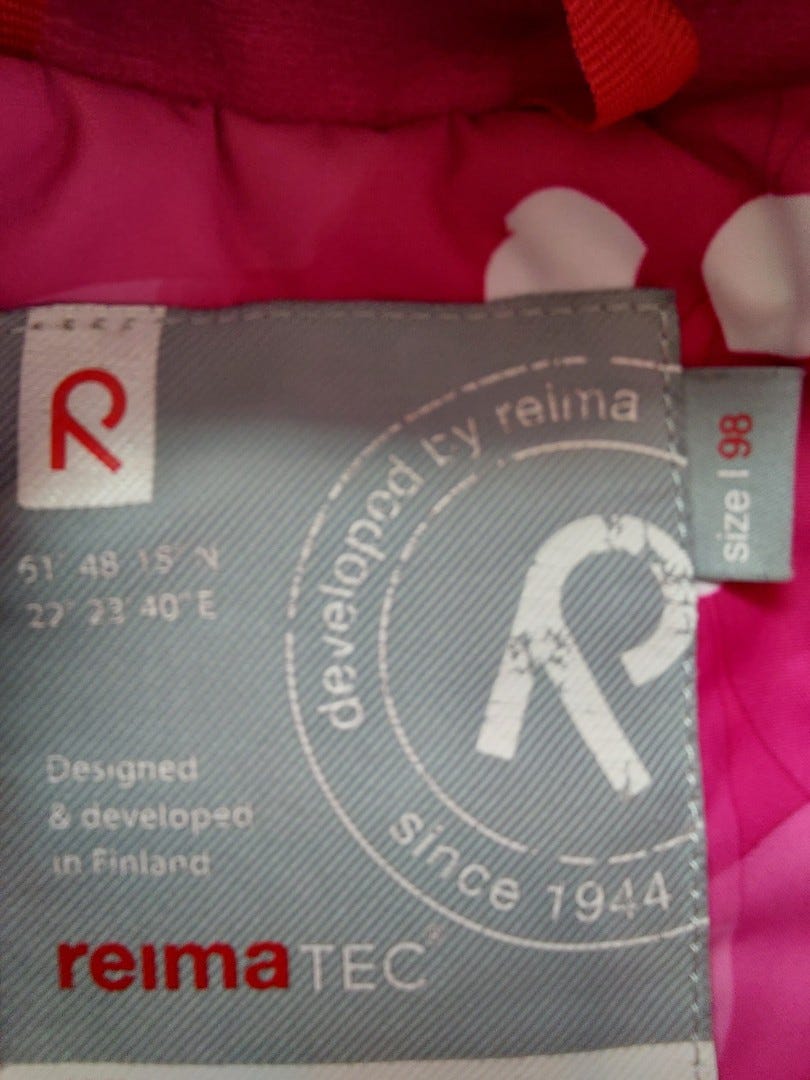 R
developed by reima
R
size | 98
61° 48' 15" N
22° 23' 40" E
Designed
& developed
in Finland
since 1944
reimaTEC®